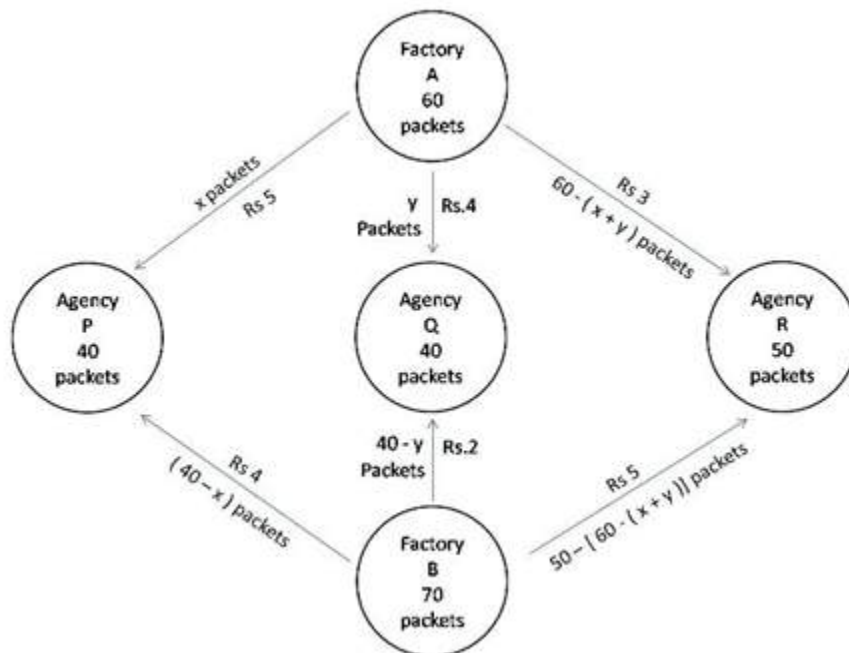 Factory
A
60
packets
x packets
Rs 5
y
Packets
Rs.4
Rs 3
60 - ( x + y ) packets
Agency
P
40
packets
Agency
Q
40
packets
Agency
R
50
packets
Rs 4
( 40 – x ) packets
40 - y
Packets
Rs.2
Rs 5
50 – [ 60 - ( x + y )] packets
Factory
B
70
packets